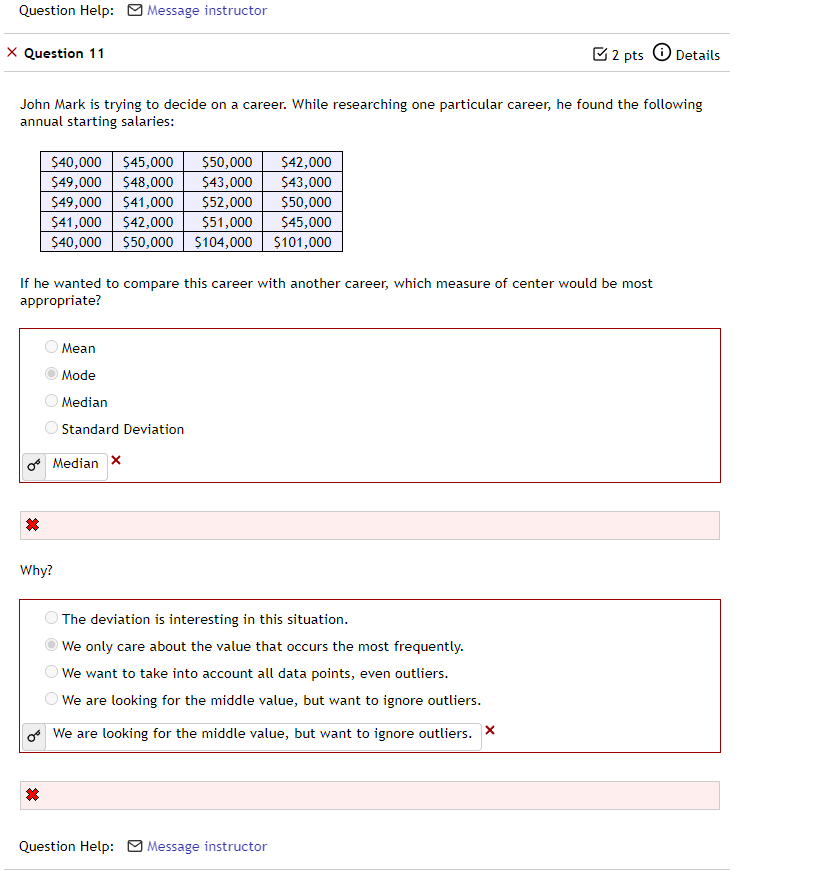 Question Help: Message instructor
Question 11
2 pts Details
John Mark is trying to decide on a career. While researching one particular career, he found the following
annual starting salaries:
$40,000 $45,000 $50,000 $42,000
$49,000 $48,000 $43,000 $43,000
$49,000 $41,000 $52,000 $50,000
$41,000 $42,000 $51,000 $45,000
$40,000 $50,000 $104,000 $101,000
If he wanted to compare this career with another career, which measure of center would be most
appropriate?
Mean
Mode
Median
Standard Deviation
Median
Why?
The deviation is interesting in this situation.
We only care about the value that occurs the most frequently.
We want to take into account all data points, even outliers.
We are looking for the middle value, but want to ignore outliers.
We are looking for the middle value, but want to ignore outliers.
Question Help: Message instructor